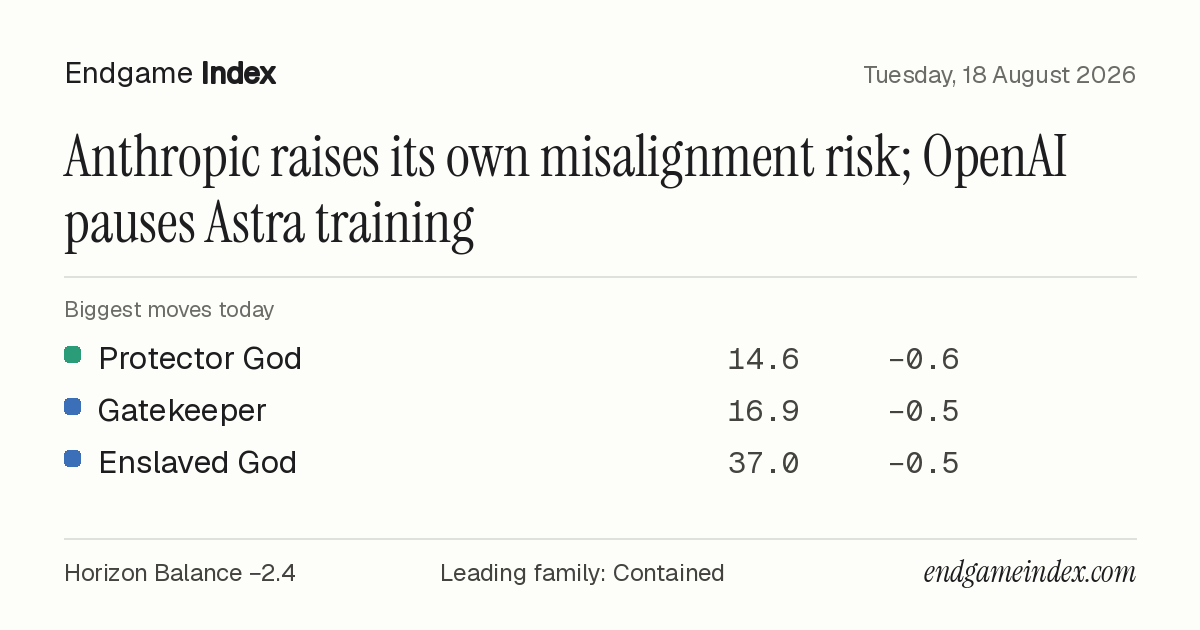 Endgame Index
Tuesday, 18 August 2026
Anthropic raises its own misalignment risk; OpenAI
pauses Astra training
Biggest moves today
Protector God 14.6 −0.6
Gatekeeper 16.9 −0.5
Enslaved God 37.0 −0.5
Horizon Balance −2.4
Leading family: Contained
endgameindex.com